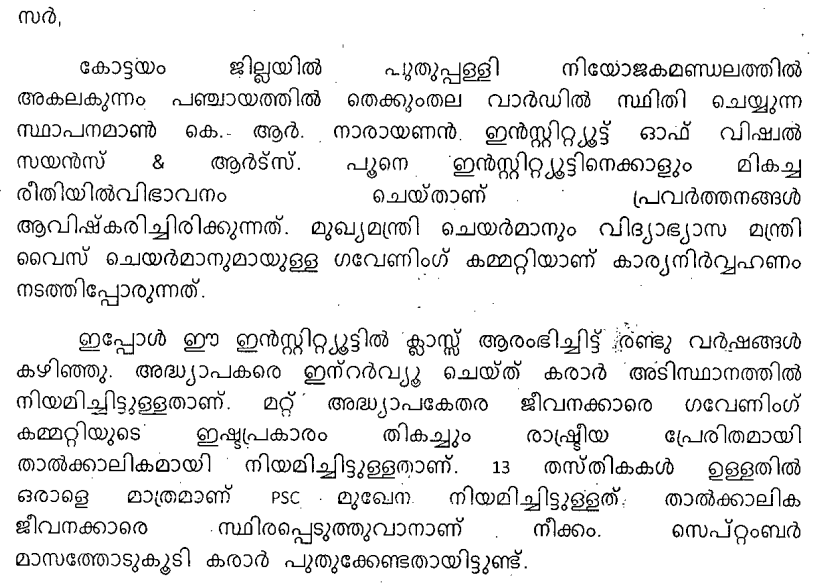 സർ,
കോട്ടയം ജില്ലയിൽ പുതുപ്പള്ളി നിയോജകമണ്ഡലത്തിൽ
അകലകുന്നം പഞ്ചായത്തിൽ തെക്കുംതല വാർഡിൽ സ്ഥിതി ചെയ്യുന്ന
സ്ഥാപനമാൺ കെ. ആർ. നാരായണൻ ഇൻസ്റ്റിറ്റ്യൂട്ട് ഓഫ് വിഷ്വൽ
സയൻസ് & ആർട്സ്. പൂനെ ഇൻസ്റ്റിറ്റ്യൂട്ടിനെക്കാളും മികച്ച
രീതിയിൽവിഭാവനം ചെയ്താണ് പ്രവർത്തനങ്ങൾ
ആവിഷ്കരിച്ചിരിക്കുന്നത്. മുഖ്യമന്ത്രി ചെയർമാനും വിദ്യാഭ്യാസ മന്ത്രി
വൈസ് ചെയർമാനുമായുള്ള ഗവേണിംഗ് കമ്മറ്റിയാണ് കാര്യനിർവ്വഹണം
നടത്തിപ്പോരുന്നത്.
ഇപ്പോൾ ഈ ഇൻസ്റ്റിറ്റ്യൂട്ടിൽ ക്ലാസ്സ് ആരംഭിച്ചിട്ട് രണ്ടു വർഷങ്ങൾ
കഴിഞ്ഞു. അദ്ധ്യാപകരെ ഇന്റർവ്യൂ ചെയ്ത് കരാർ അടിസ്ഥാനത്തിൽ
നിയമിച്ചിട്ടുള്ളതാണ്. മറ്റ് അദ്ധ്യാപകേതര ജീവനക്കാരെ ഗവേണിംഗ്
കമ്മറ്റിയുടെ ഇഷ്ടപ്രകാരം തികച്ചും രാഷ്ട്രീയ പ്രേരിതമായി
താൽക്കാലികമായി നിയമിച്ചിട്ടുള്ളതാണ്. 13 തസ്തികകൾ ഉള്ളതിൽ
ഒരാളെ മാത്രമാണ് PSC മുഖേന നിയമിച്ചിട്ടുള്ളത്. താൽക്കാലിക
ജീവനക്കാരെ സ്ഥിരപ്പെടുത്തുവാനാണ് നീക്കം. സെപ്റ്റംബർ
മാസത്തോടുകൂടി കരാർ പുതുക്കേണ്ടതായിട്ടുണ്ട്.